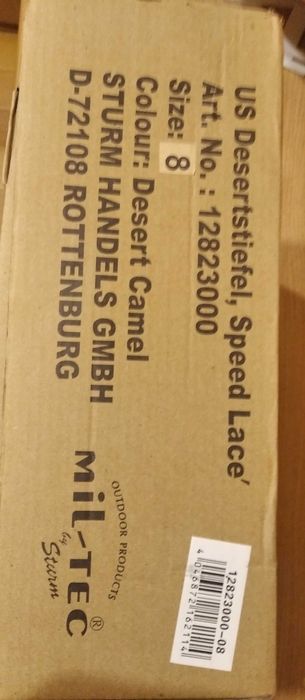 US Desertstiefel, Speed Lace'
Art. No. : 12823000
Size: 8
Colour: Desert Camel
STURM HANDELS GMBH
D-72108 ROTTENBURG
OUTDOOR PRODUCTS
MiL-TEC®
by Sturm
12823000-08
4046872162114